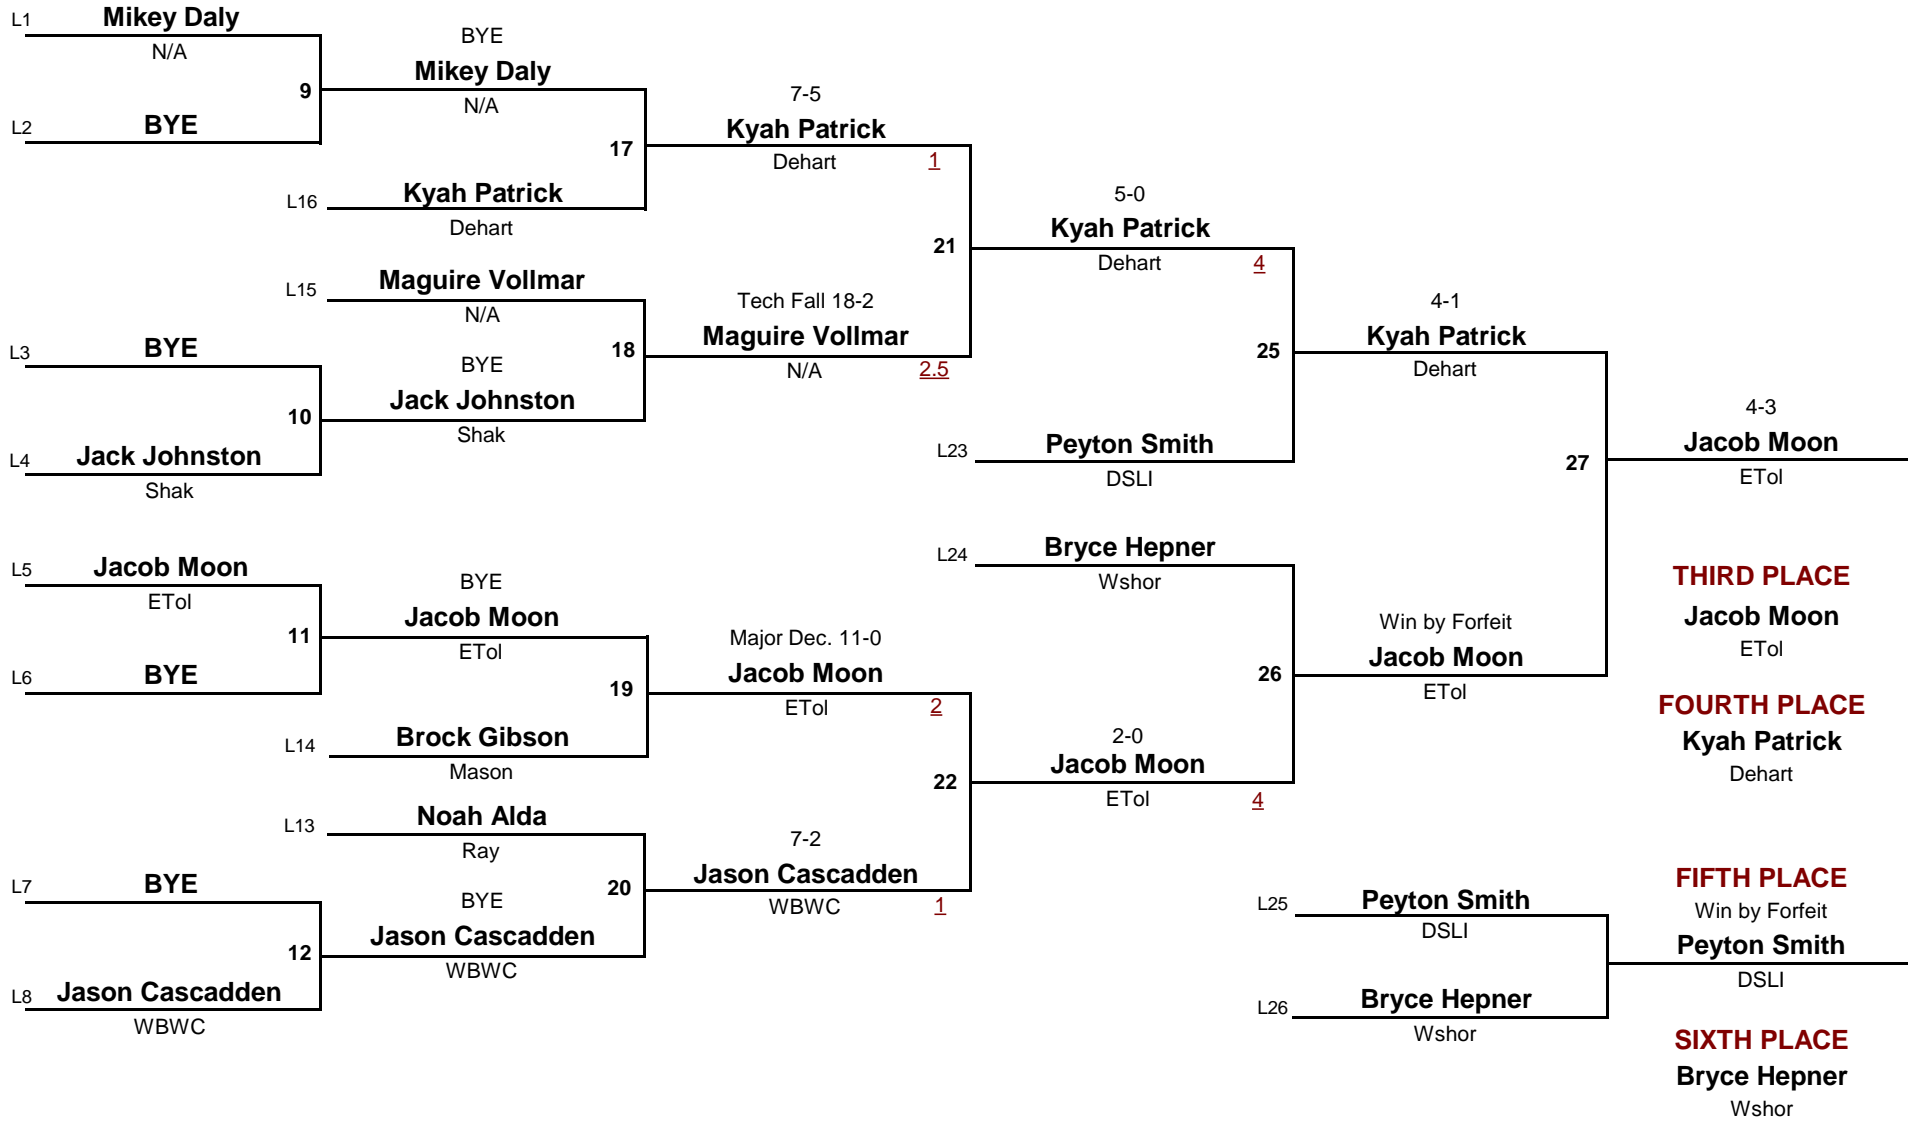 L1
Mikey Daly
N/A
9
L2
BYE
BYE
Mikey Daly
N/A
17
L16
Kyah Patrick
Dehart
7-5
Kyah Patrick
Dehart
1
L15
Maguire Vollmar
N/A
18
L3
BYE
10
L4
Jack Johnston
Shak
BYE
Jack Johnston
Shak
Tech Fall 18-2
Maguire Vollmar
N/A
2.5
21
5-0
Kyah Patrick
Dehart
4
25
L23
Peyton Smith
DSLI
4-1
Kyah Patrick
Dehart
27
4-3
Jacob Moon
ETol
L5
Jacob Moon
ETol
11
L6
BYE
BYE
Jacob Moon
ETol
19
L14
Brock Gibson
Mason
Major Dec. 11-0
Jacob Moon
ETol
2
L13
Noah Alda
Ray
20
L7
BYE
12
L8
Jason Cascadden
WBWC
BYE
Jason Cascadden
WBWC
7-2
Jason Cascadden
WBWC
1
22
2-0
Jacob Moon
ETol
4
L24
Bryce Hepner
Wshor
26
Win by Forfeit
Jacob Moon
ETol
THIRD PLACE
Jacob Moon
ETol
FOURTH PLACE
Kyah Patrick
Dehart
L25
Peyton Smith
DSLI
L26
Bryce Hepner
Wshor
FIFTH PLACE
Win by Forfeit
Peyton Smith
DSLI
SIXTH PLACE
Bryce Hepner
Wshor